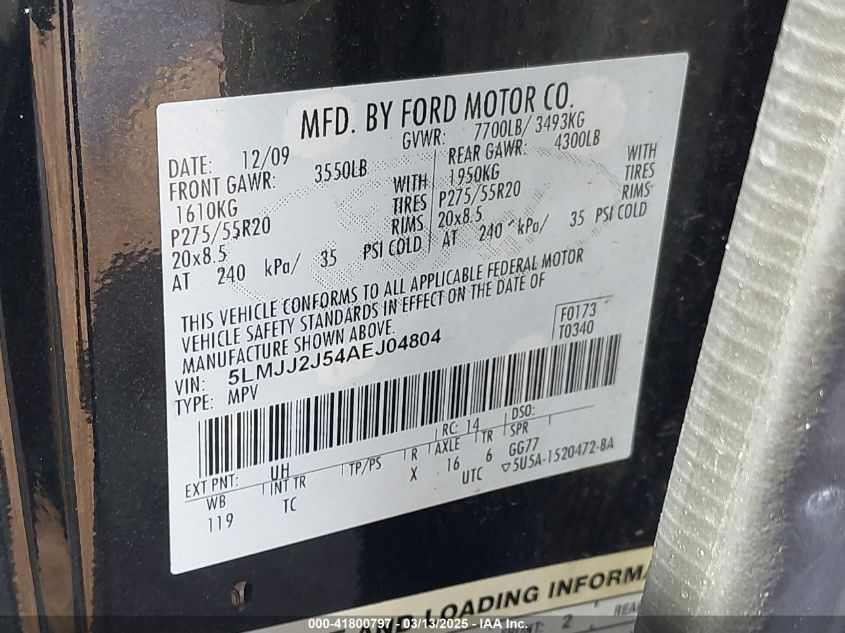 MFD. BY FORD MOTOR CO.
DATE: 12/09 GVWR: 7700LB/ 3493KG
FRONT GAWR: 3550LB REAR GAWR: 4300LB
1610KG WITH 1950KG WITH
P275/55R20 TIRES P275/55R20 TIRES
20x8.5 RIMS 20x8.5 RIMS
AT 240 kPa/ 35 PSI COLD AT 240 kPa/ 35 PSI COLD
THIS VEHICLE CONFORMS TO ALL APPLICABLE FEDERAL MOTOR
VEHICLE SAFETY STANDARDS IN EFFECT ON THE DATE OF
MANUFACTURE SHOWN ABOVE.
VIN: 5LMJJ2J54AEJ04804
TYPE: MPV
F0173
T0340
EXT PNT: UH RC: 14 DSO:
WB INT TR TP/PS R AXLE TR SPR
119 TC X 16 6 GG77
UTC ▽5U5A-1520472-BA
AND LOADING INFORMA
2 REA
000-41800797 - 03/13/2025 - IAA Inc.